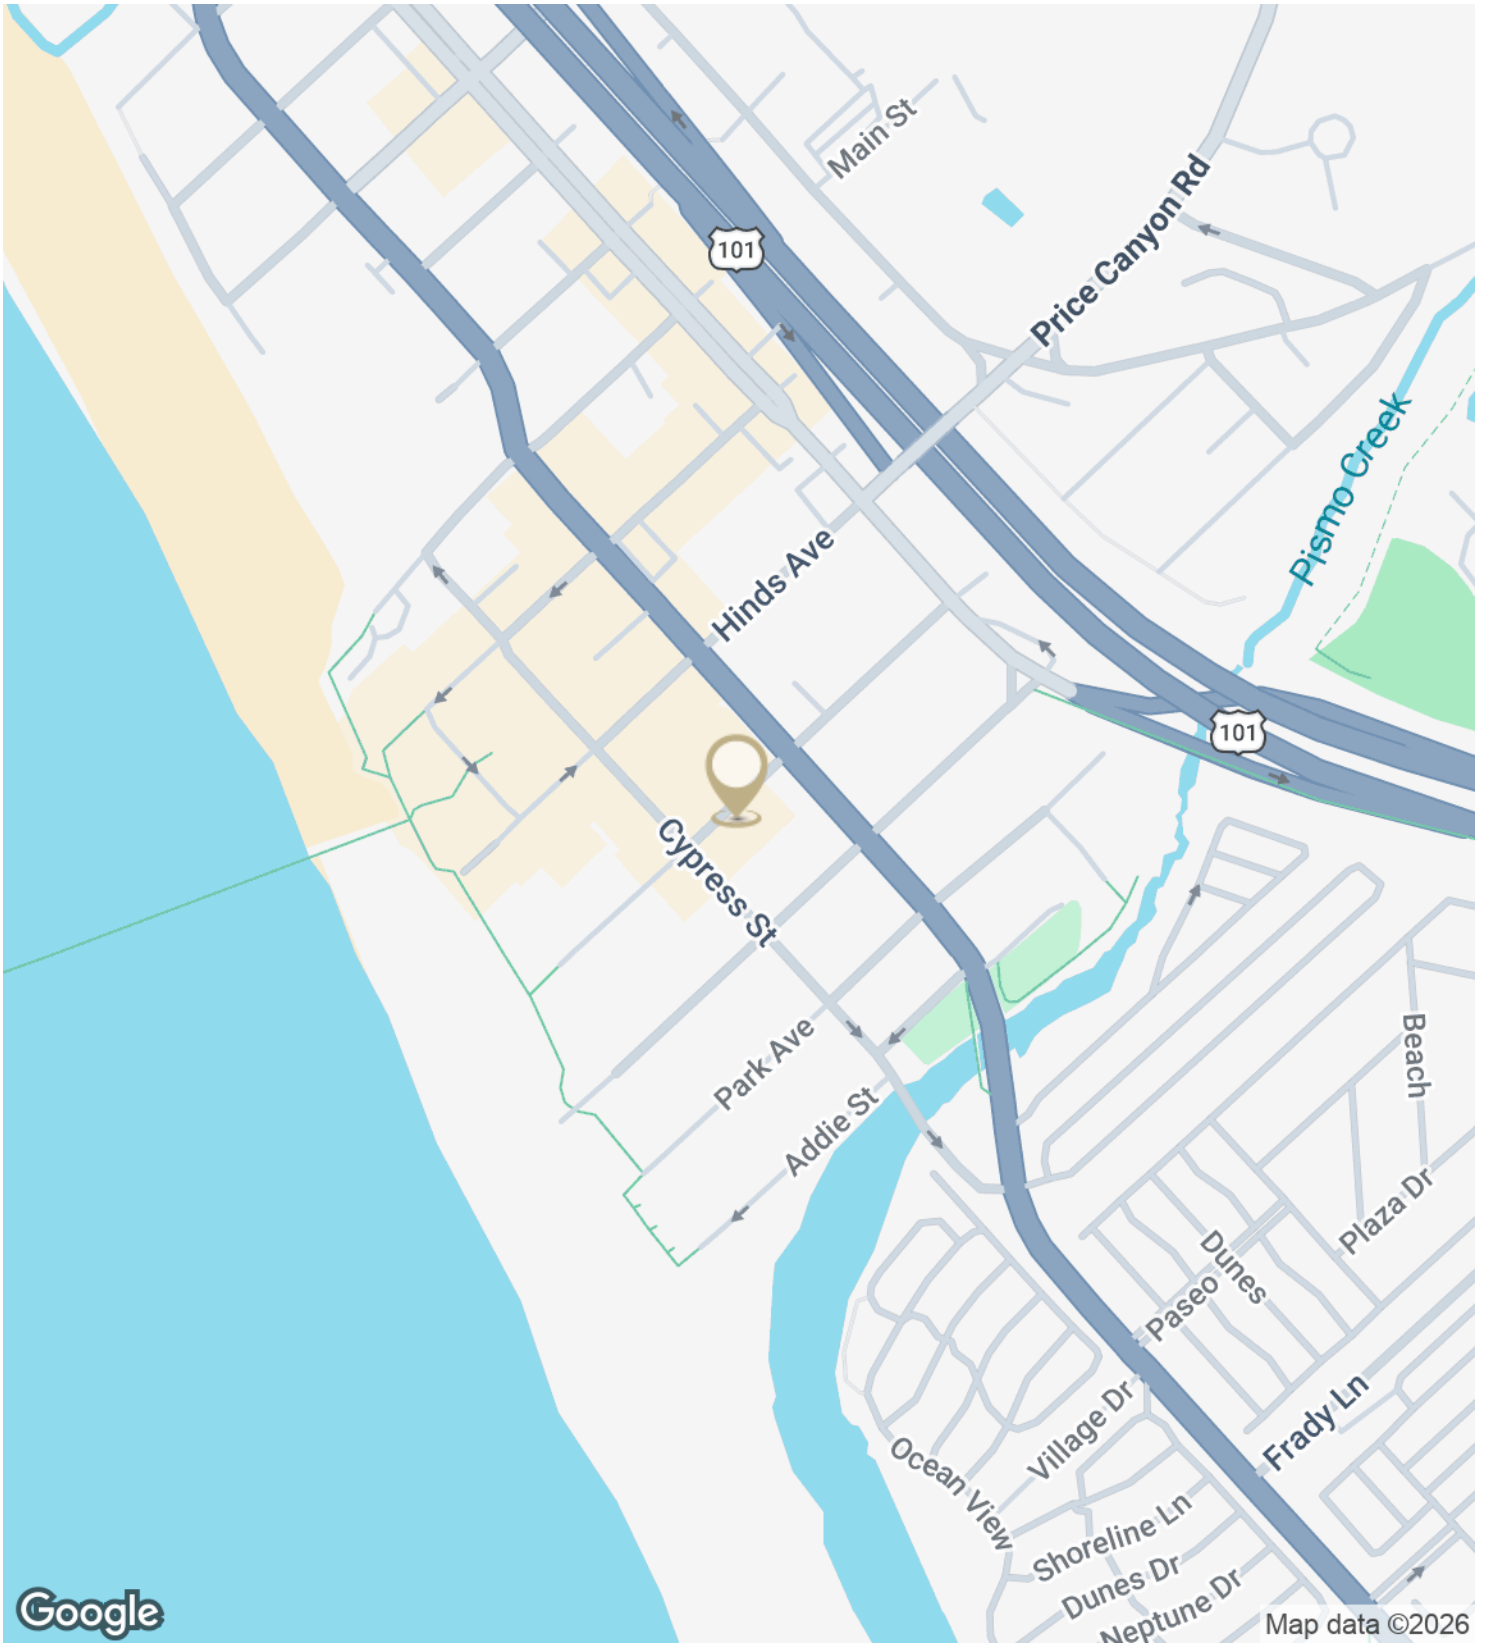 Main St
Price Canyon Rd
101
Pismo Creek
Hinds Ave
101
Cypress St
Park Ave
Addie St
Beach
Plaza Dr
Dunes
Paseo
Village Dr
Frady Ln
Ocean View
Shoreline Ln
Dunes Dr
Neptune Dr
Google
Map data ©2026